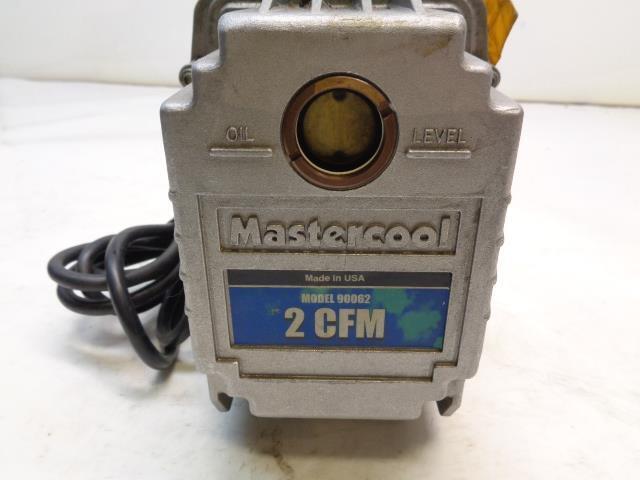 OIL LEVEL
Mastercool
Made in USA
MODEL 90062
2 CFM